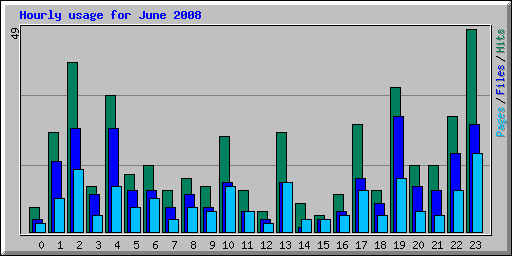 Hourly usage for June 2008
49
Pages / Files / Hits
0 1 2 3 4 5 6 7 8 9 10 11 12 13 14 15 16 17 18 19 20 21 22 23